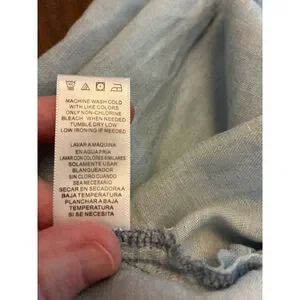 MACHINE WASH COLD
WITH LIKE COLORS
ONLY NON-CHLORINE
BLEACH WHEN NEEDED
TUMBLE DRY LOW
LOW IRONING IF NEEDED
LAVAR A MÁQUINA
EN AGUA FRIA
LAVAR CON COLORES SIMILARES
SOLAMENTE USAR
BLANQUEADOR
SIN CLORO CUANDO
SEA NECESARIO
SECAR EN SECADORA A
BAJA TEMPERATURA
PLANCHAR A BAJA
TEMPERATURA
SI SE NECESITA